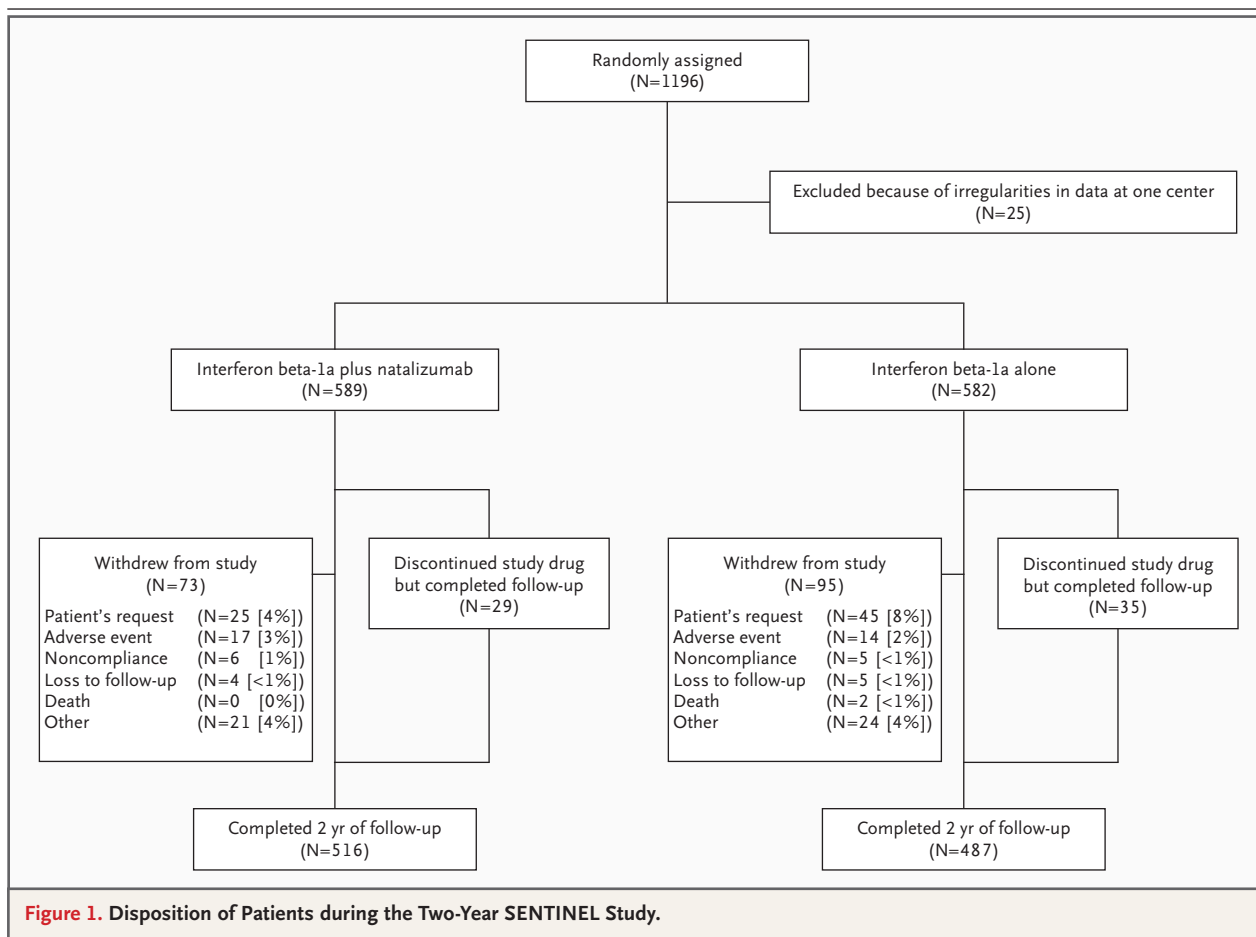 Randomly assigned
(N=1196)
Excluded because of irregularities in data at one center
(N=25)
Interferon beta-1a plus natalizumab
(N=589)
Interferon beta-1a alone
(N=582)
Withdrew from study
(N=73)
Patient's request (N=25 [4%])
Adverse event (N=17 [3%])
Noncompliance (N=6 [1%])
Loss to follow-up (N=4 [<1%])
Death (N=0 [0%])
Other (N=21 [4%])
Discontinued study drug
but completed follow-up
(N=29)
Withdrew from study
(N=95)
Patient's request (N=45 [8%])
Adverse event (N=14 [2%])
Noncompliance (N=5 [<1%])
Loss to follow-up (N=5 [<1%])
Death (N=2 [<1%])
Other (N=24 [4%])
Discontinued study drug
but completed follow-up
(N=35)
Completed 2 yr of follow-up
(N=516)
Completed 2 yr of follow-up
(N=487)
Figure 1. Disposition of Patients during the Two-Year SENTINEL Study.